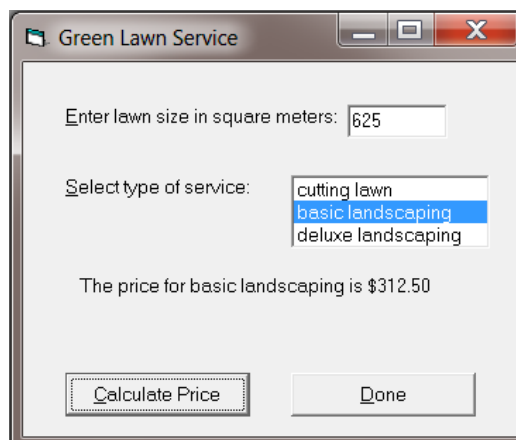 Green Lawn Service
Enter lawn size in square meters: 625
Select type of service:
cutting lawn
basic landscaping
deluxe landscaping
The price for basic landscaping is $312.50
Calculate Price
Done